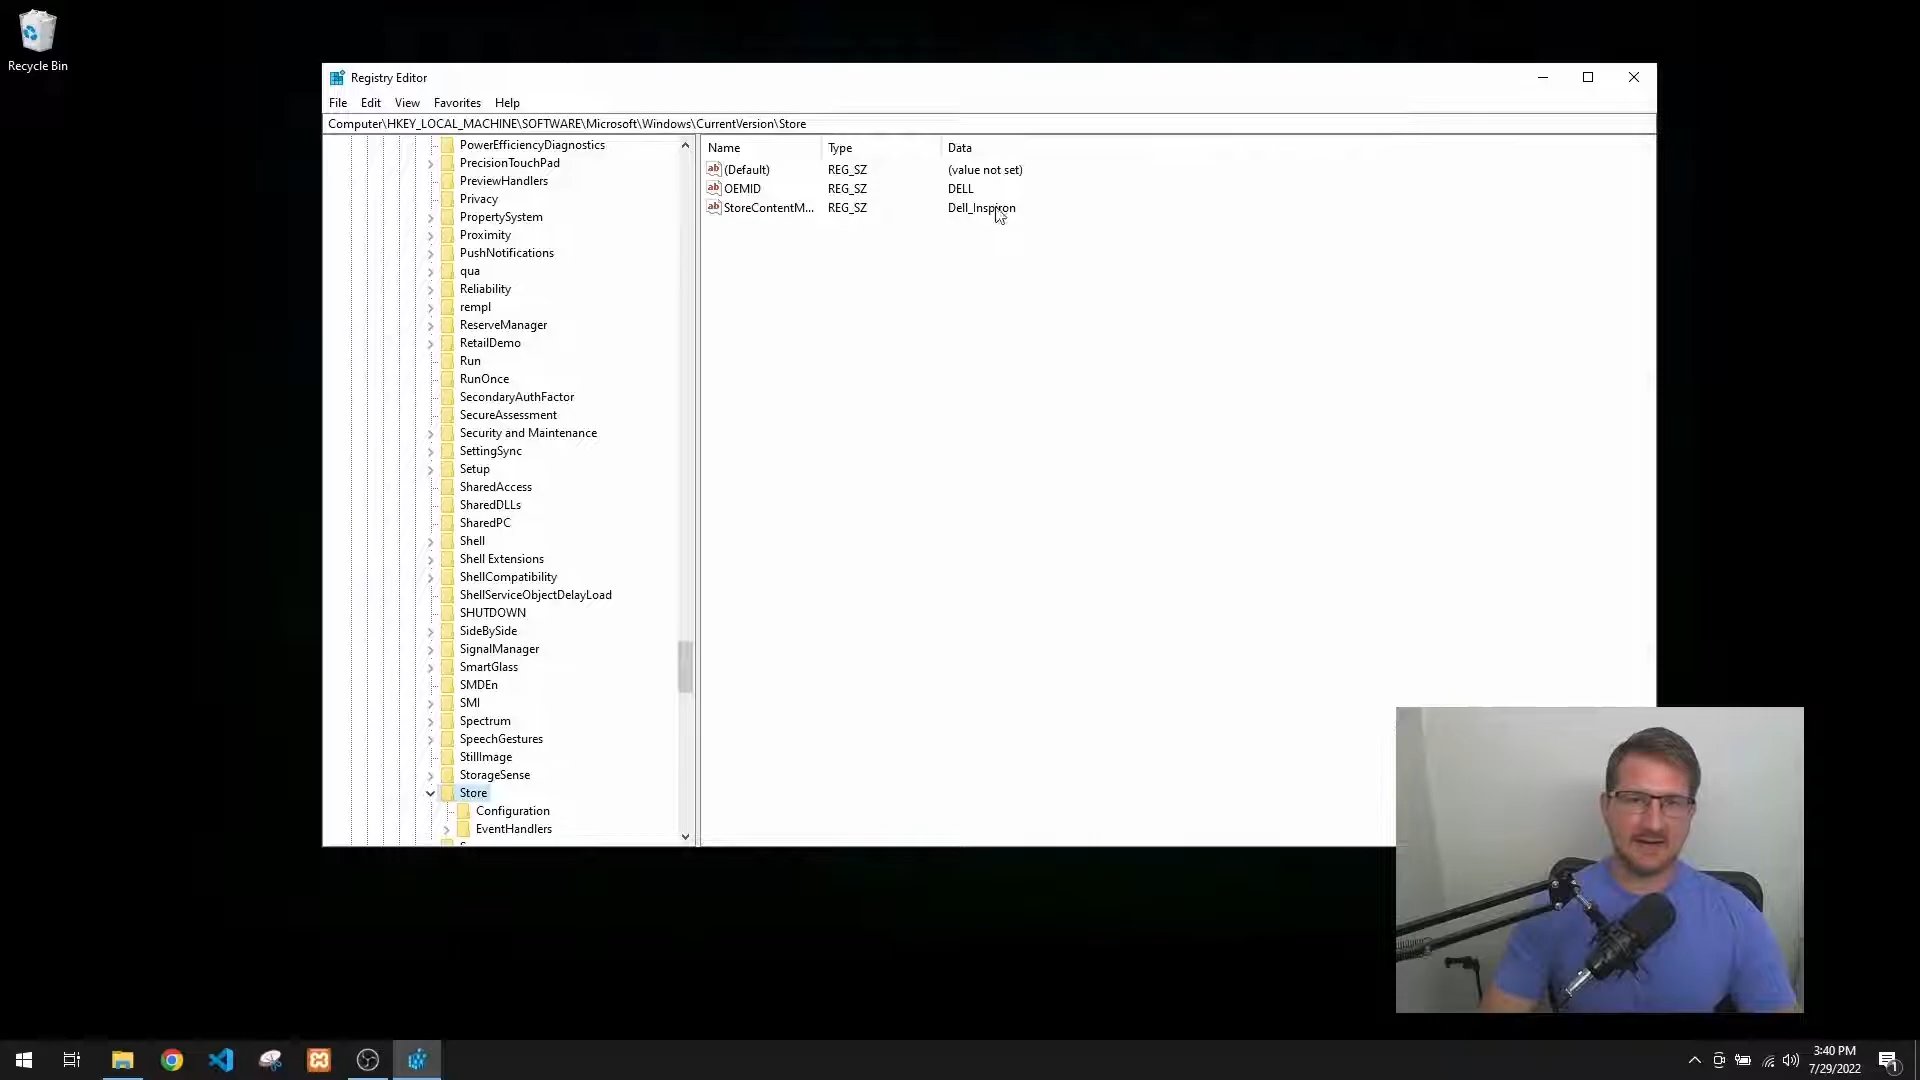 Recycle Bin
Registry Editor
File Edit View Favorites Help
Computer\HKEY_LOCAL_MACHINE\SOFTWARE\Microsoft\Windows\CurrentVersion\Store
PowerEfficiencyDiagnostics
PrecisionTouchPad
PreviewHandlers
Privacy
PropertySystem
Proximity
PushNotifications
qua
Reliability
rempl
ReserveManager
RetailDemo
Run
RunOnce
SecondaryAuthFactor
SecureAssessment
Security and Maintenance
SettingSync
Setup
SharedAccess
SharedDLLs
SharedPC
Shell
Shell Extensions
ShellCompatibility
ShellServiceObjectDelayLoad
SHUTDOWN
SideBySide
SignalManager
SmartGlass
SMDEn
SMI
Spectrum
SpeechGestures
StillImage
StorageSense
Store
Configuration
EventHandlers
Name Type Data
ab (Default) REG_SZ (value not set)
ab OEMID REG_SZ DELL
ab StoreContentM... REG_SZ Dell_Inspiron
3:40 PM
7/29/2022
1